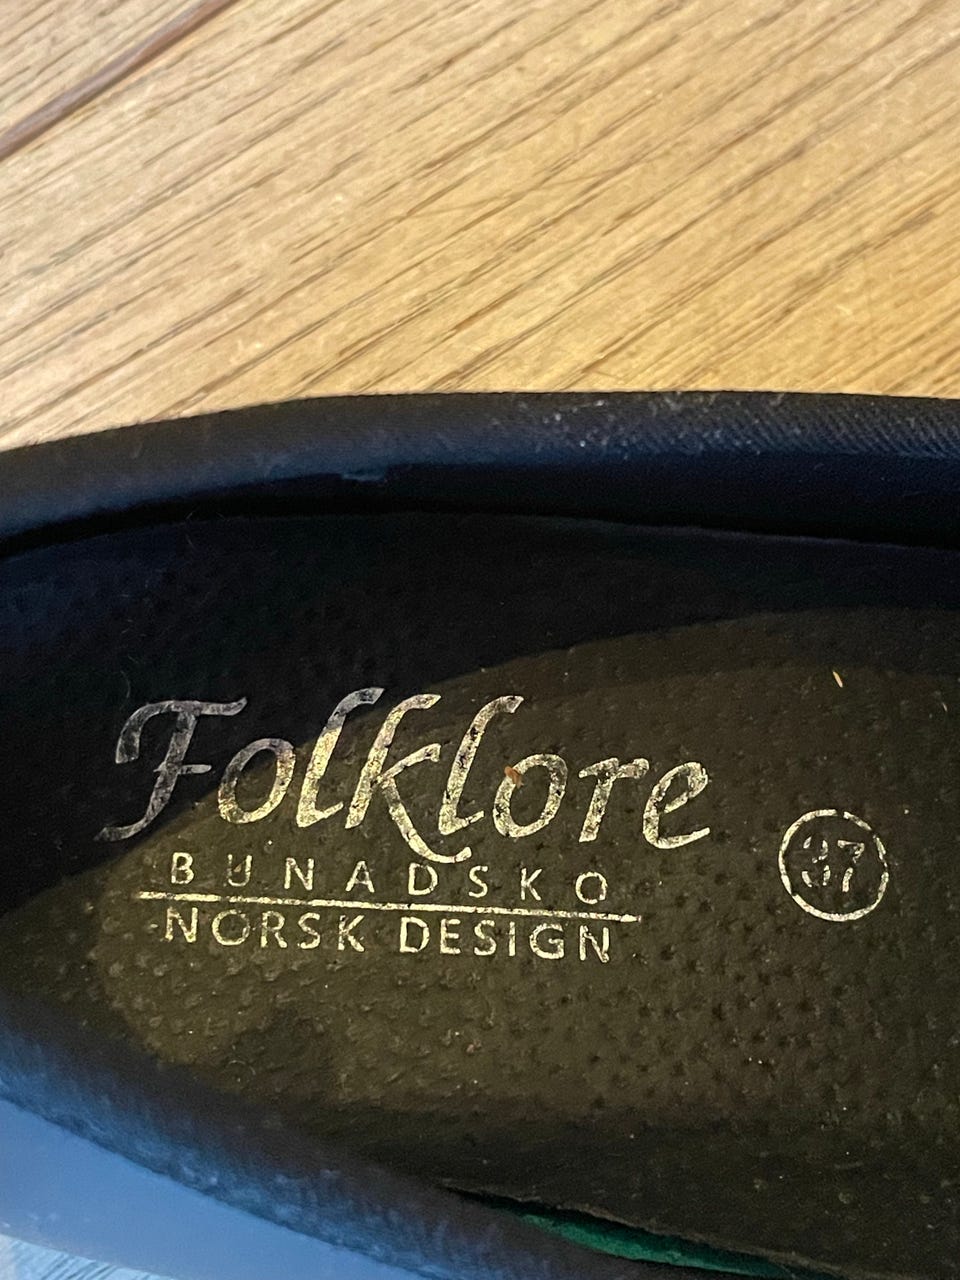 Folklore
BUNADSKO
NORSK DESIGN
37